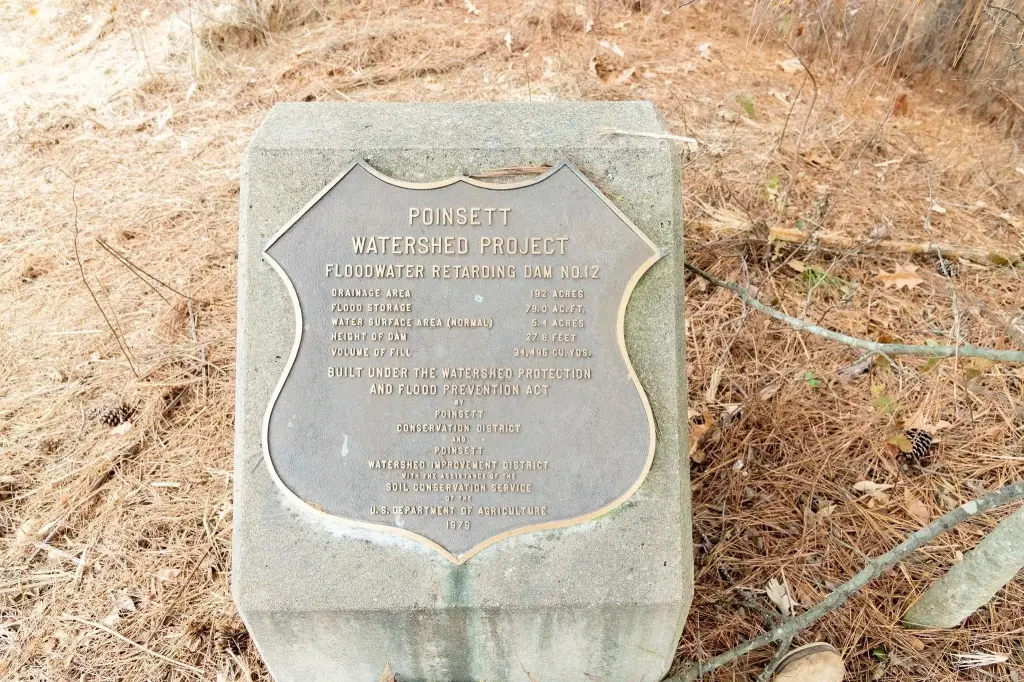 POINSETT
WATERSHED PROJECT
FLOODWATER RETARDING DAM NO.12
DRAINAGE AREA 192 ACRES
FLOOD STORAGE 78.0 AC.FT.
WATER SURFACE AREA (NORMAL) 5.4 ACRES
HEIGHT OF DAM 27.6 FEET
VOLUME OF FILL 34,496 CU.YDS.
BUILT UNDER THE WATERSHED PROTECTION
AND FLOOD PREVENTION ACT
BY
POINSETT
CONSERVATION DISTRICT
AND
POINSETT
WATERSHED IMPROVEMENT DISTRICT
WITH THE ASSISTANCE OF THE
SOIL CONSERVATION SERVICE
OF THE
U.S. DEPARTMENT OF AGRICULTURE
1979